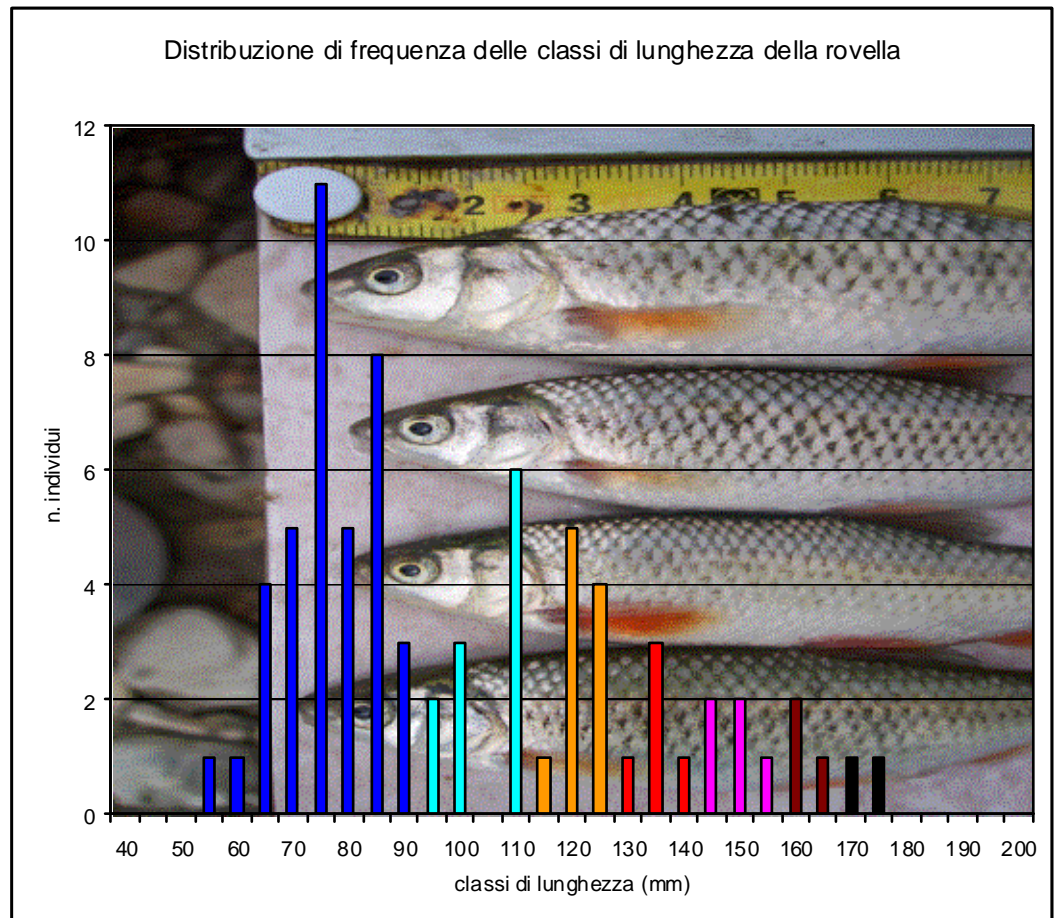 Distribuzione di frequenza delle classi di lunghezza della rovella
12
10
8
6
4
2
0
n. individui
2 3 4 5 6 7
40 50 60 70 80 90 100 110 120 130 140 150 160 170 180 190 200
classi di lunghezza (mm)